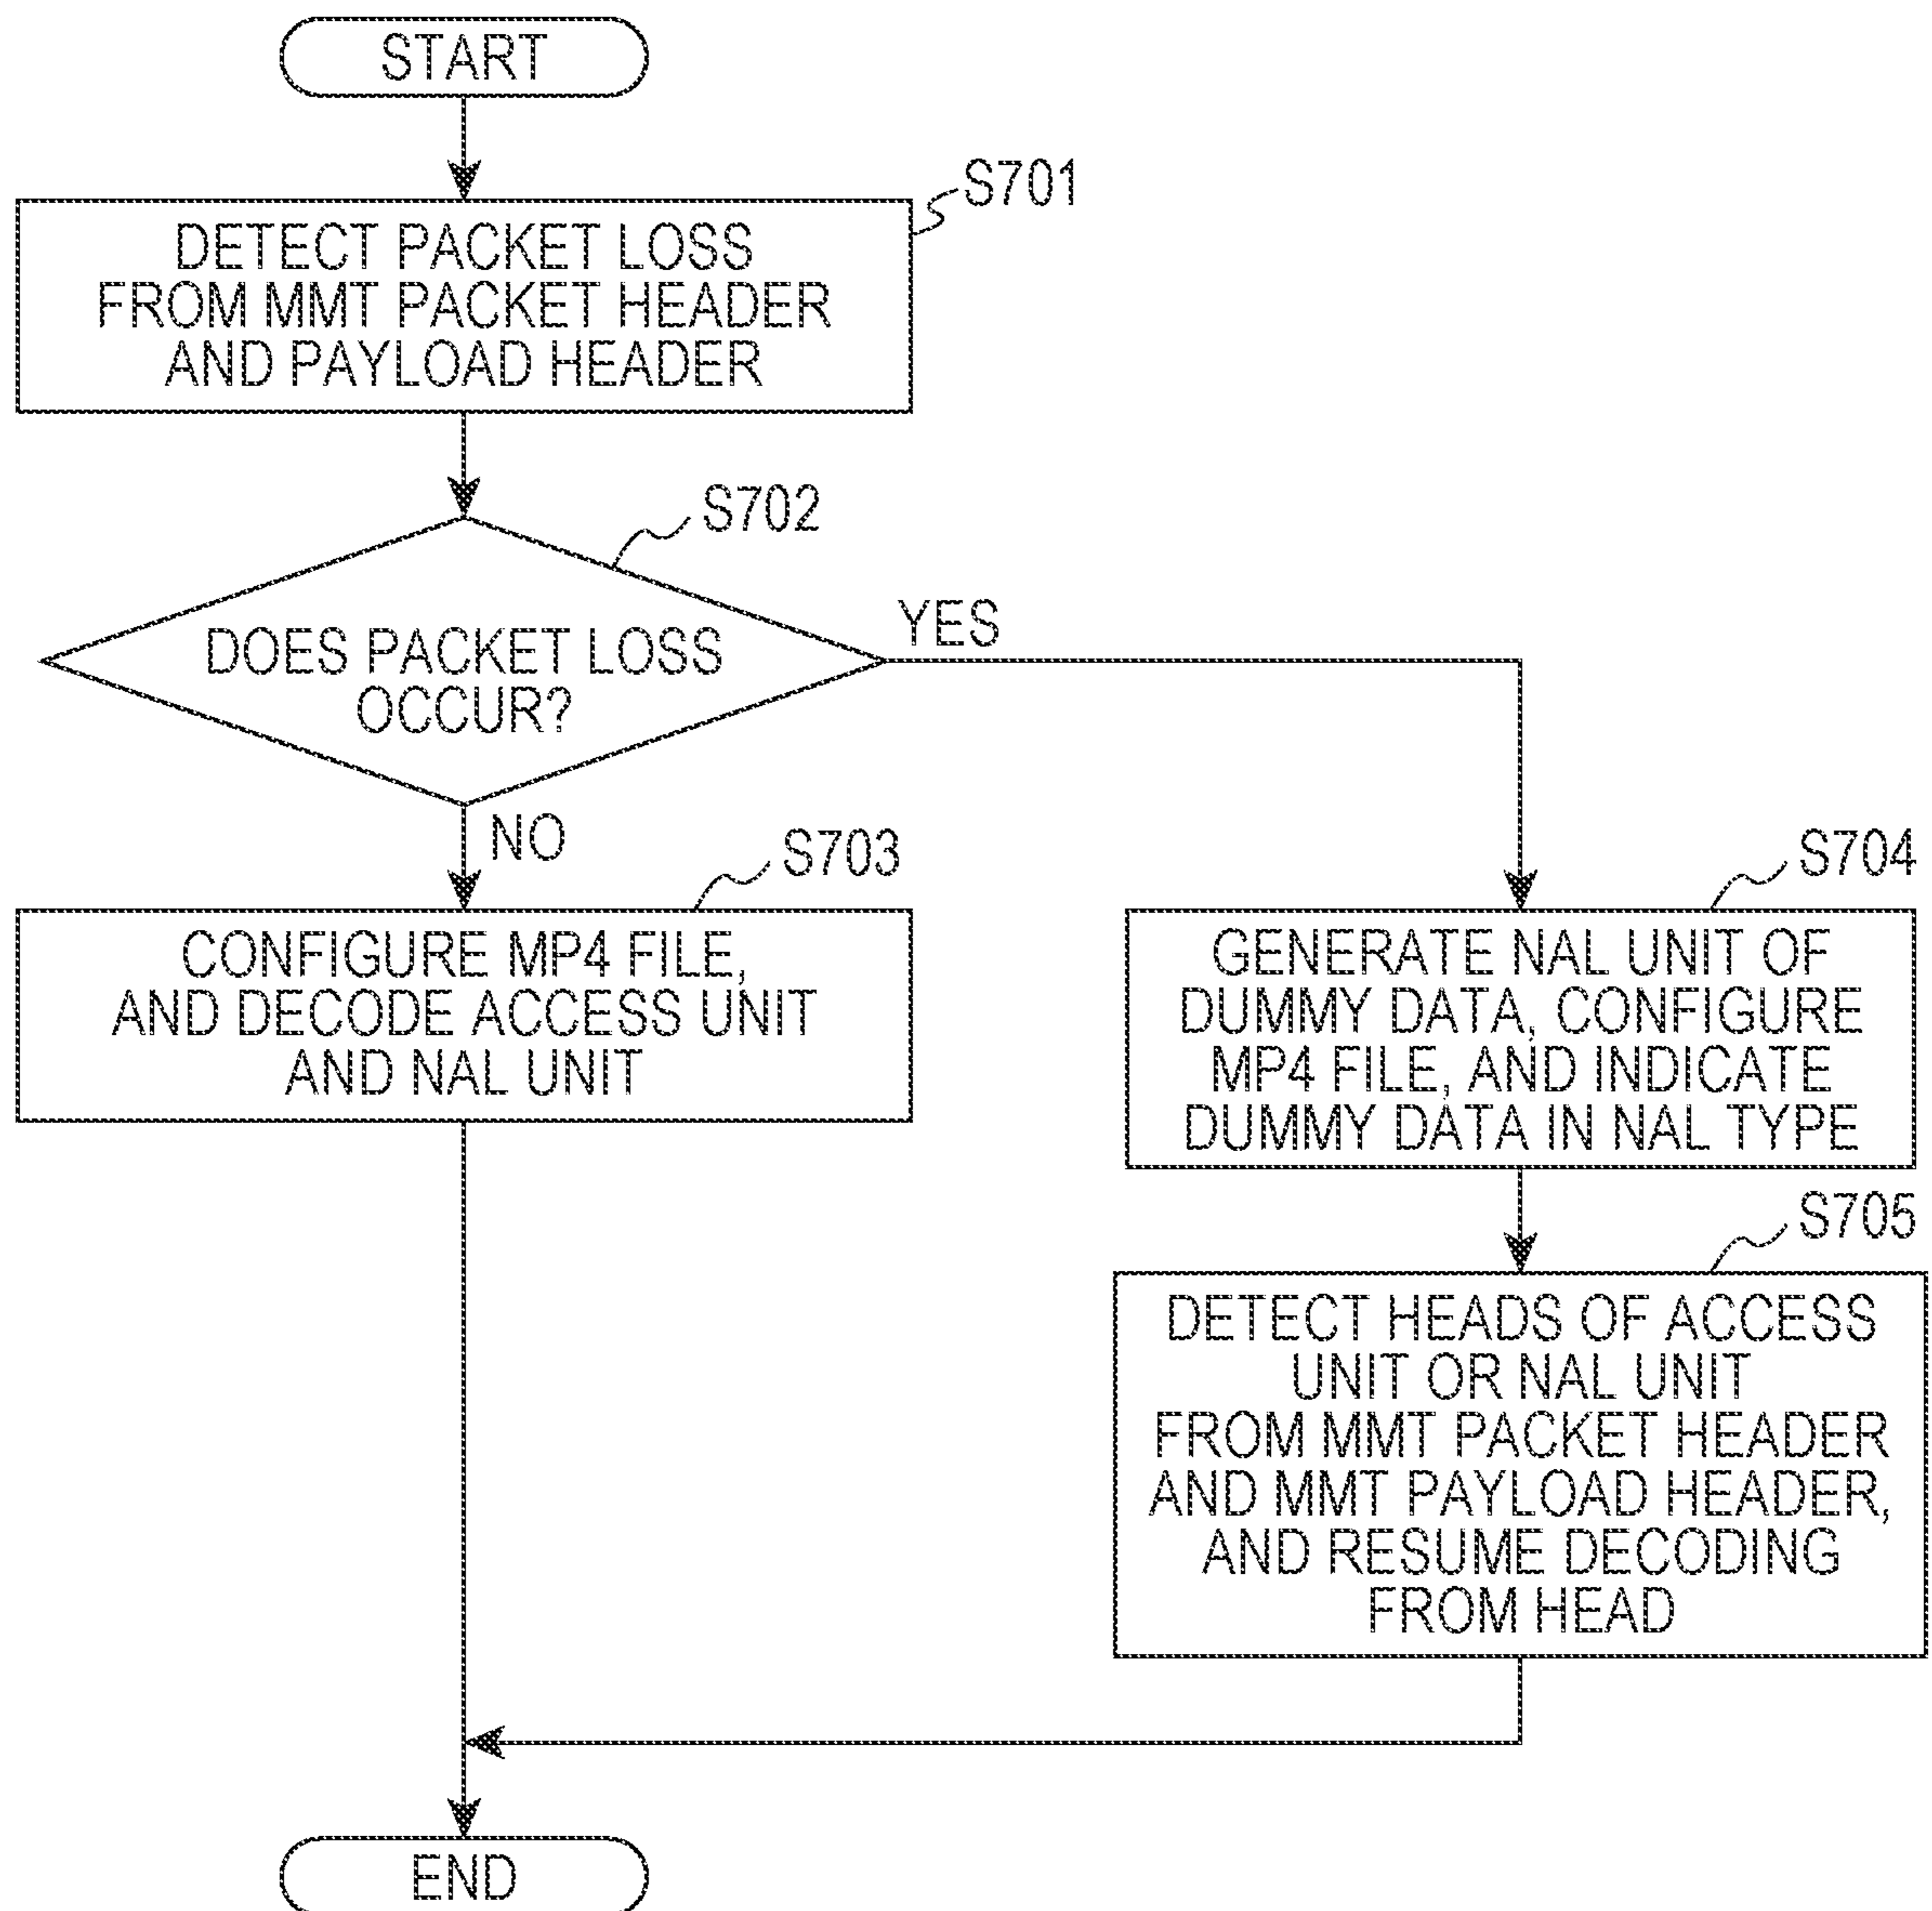 START
S701
DETECT PACKET LOSS
FROM MMT PACKET HEADER
AND PAYLOAD HEADER
S702
DOES PACKET LOSS
OCCUR?
YES
NO
S703
CONFIGURE MP4 FILE,
AND DECODE ACCESS UNIT
AND NAL UNIT
S704
GENERATE NAL UNIT OF
DUMMY DATA, CONFIGURE
MP4 FILE, AND INDICATE
DUMMY DATA IN NAL TYPE
S705
DETECT HEADS OF ACCESS
UNIT OR NAL UNIT
FROM MMT PACKET HEADER
AND MMT PAYLOAD HEADER,
AND RESUME DECODING
FROM HEAD
END